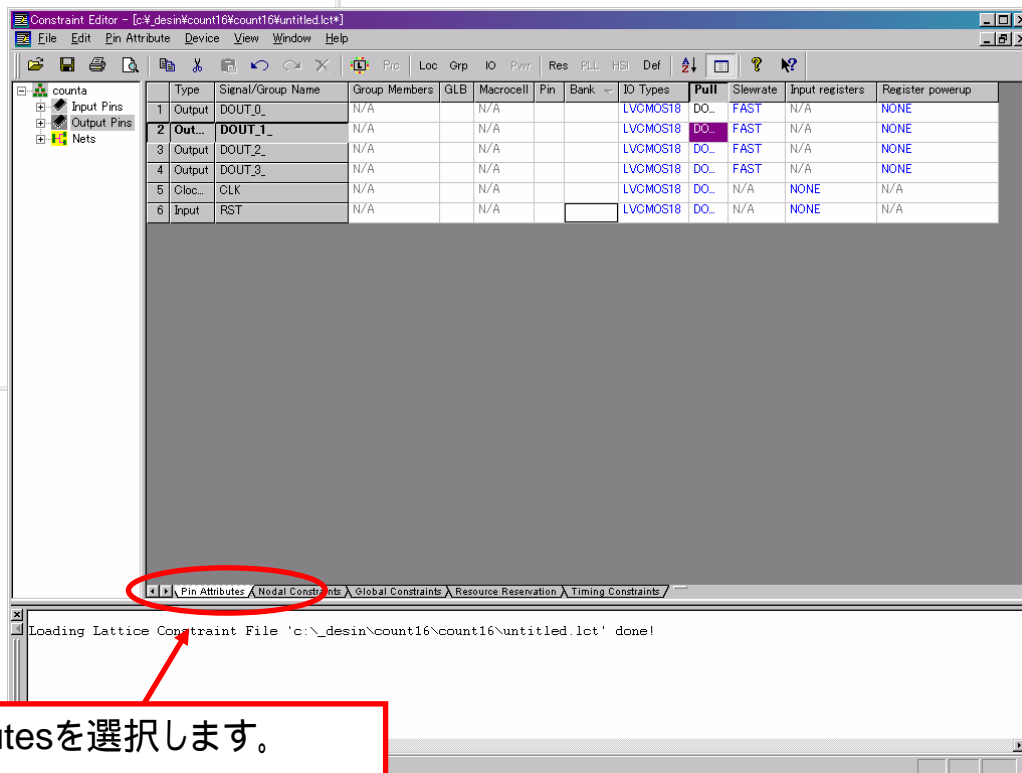 Constraint Editor - [c:¥_desin¥count16¥count16¥untitled.lct*]
File Edit Pin Attribute Device View Window Help
Prc Loc Grp IO Pwr Res PLL HSI Def
counta
Input Pins
Output Pins
Nets
Type Signal/Group Name Group Members GLB Macrocell Pin Bank IO Types Pull Slewrate Input registers Register powerup
1 Output DOUT_0_ N/A N/A LVCMOS18 DO... FAST N/A NONE
2 Out... DOUT_1_ N/A N/A LVCMOS18 DO... FAST N/A NONE
3 Output DOUT_2_ N/A N/A LVCMOS18 DO... FAST N/A NONE
4 Output DOUT_3_ N/A N/A LVCMOS18 DO... FAST N/A NONE
5 Cloc... CLK N/A N/A LVCMOS18 DO... N/A NONE N/A
6 Input RST N/A N/A LVCMOS18 DO... N/A NONE N/A
Pin Attributes Nodal Constraints Global Constraints Resource Reservation Timing Constraints
Loading Lattice Constraint File 'c:\_desin\count16\count16\untitled.lct' done!
utesを選択します。